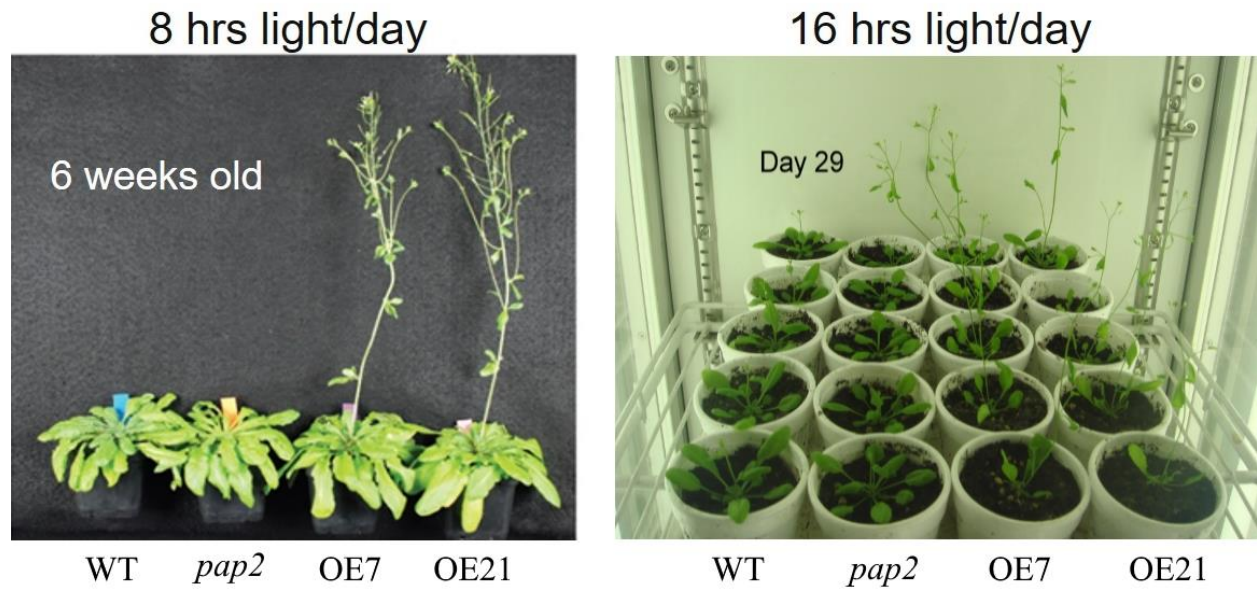 8 hrs light/day
16 hrs light/day
6 weeks old
Day 29
WT pap2 OE7 OE21
WT pap2 OE7 OE21